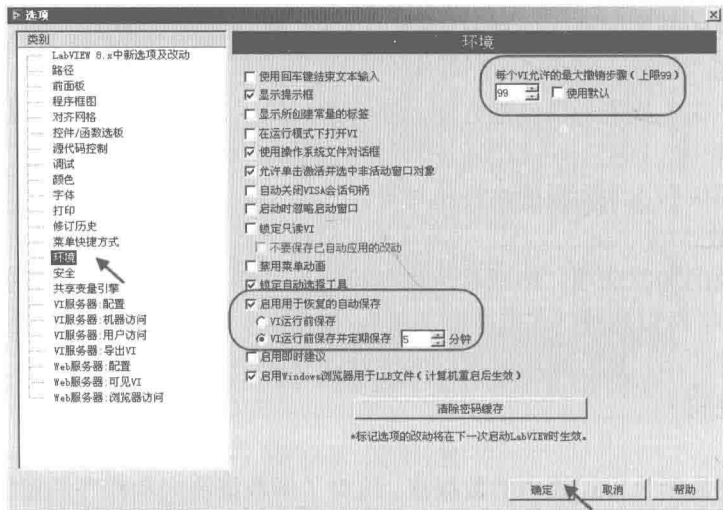 选项
类别
LabVIEW 8.x中新选项及改动
路径
前面板
程序框图
对齐网格
控件/函数选板
源代码控制
调试
颜色
字体
打印
修订历史
菜单快捷方式
环境
安全
共享变量引擎
VI服务器:配置
VI服务器:机器访问
VI服务器:用户访问
VI服务器:导出VI
Web服务器:配置
Web服务器:可见VI
Web服务器:浏览器访问
环境
使用回车键结束文本输入
显示提示框
显示所创建常量的标签
在运行模式下打开VI
使用操作系统文件对话框
允许单击激活并选中非活动窗口对象
自动关闭VISA会话句柄
启动时忽略启动窗口
锁定只读VI
不要保存已自动应用的改动
禁用菜单动画
锁定自动选择工具
启用用于恢复的自动保存
VI运行前保存
VI运行前保存并定期保存 5 分钟
启用即时建议
启用Windows浏览器用于LLB文件(计算机重启后生效)
每个VI允许的最大撤销步骤(上限99)
99 使用默认
清除密码缓存
*标记选项的改动将在下一次启动LabVIEW时生效。
确定 取消 帮助